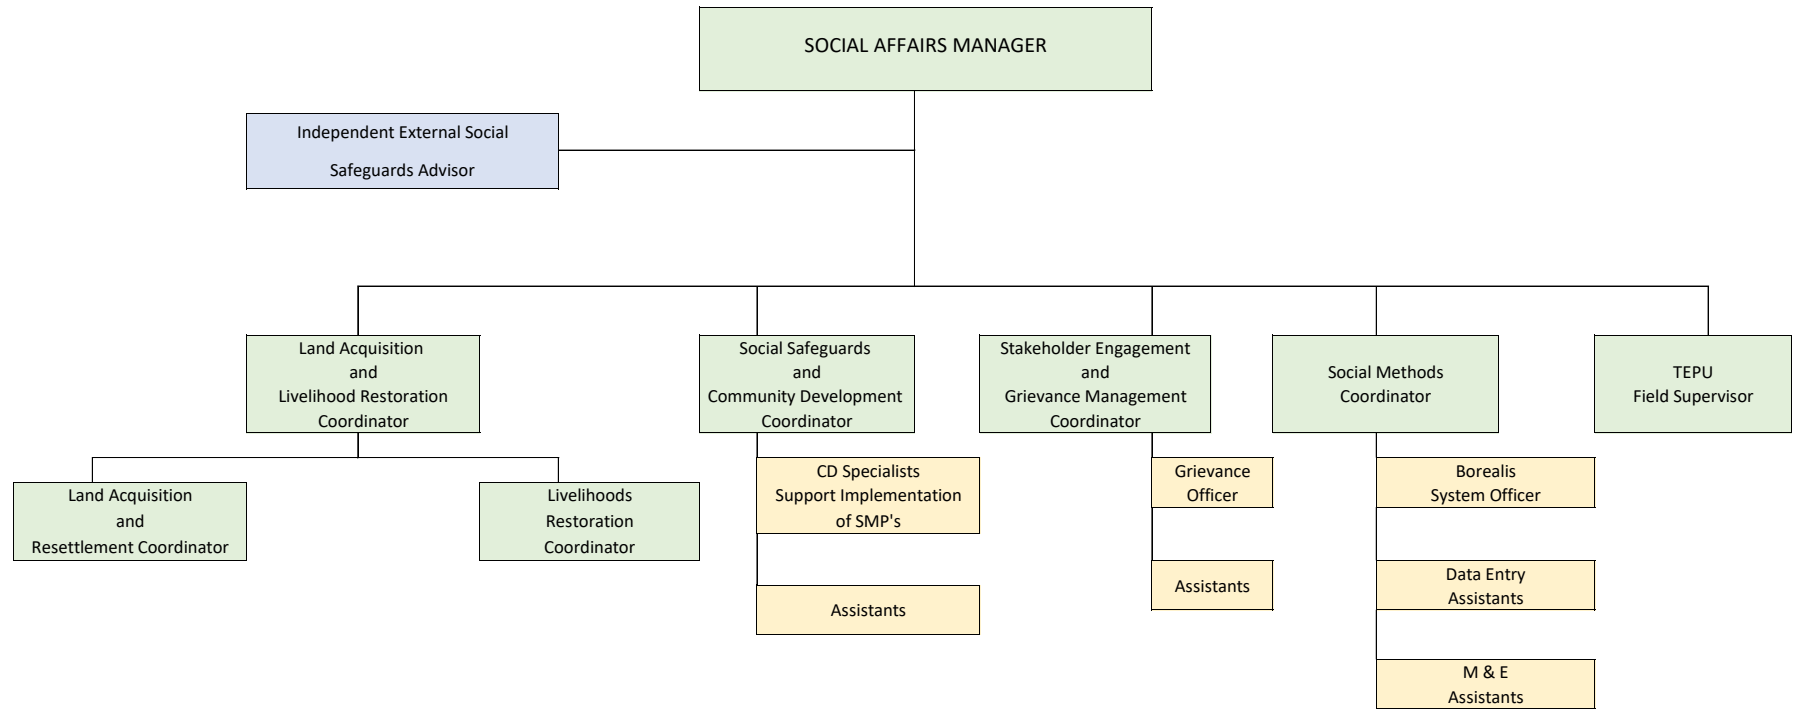 SOCIAL AFFAIRS MANAGER
Independent External Social
Safeguards Advisor
Land Acquisition
and
Livelihood Restoration
Coordinator
Social Safeguards
and
Community Development
Coordinator
Stakeholder Engagement
and
Grievance Management
Coordinator
Social Methods
Coordinator
TEPU
Field Supervisor
Land Acquisition
and
Resettlement Coordinator
Livelihoods
Restoration
Coordinator
CD Specialists
Support Implementation
of SMP's
Assistants
Grievance
Officer
Assistants
Borealis
System Officer
Data Entry
Assistants
M & E
Assistants